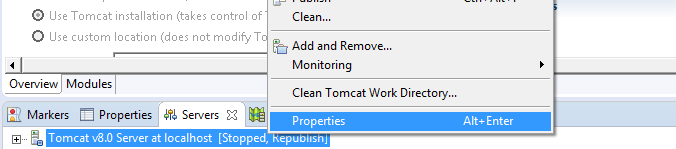 Use Tomcat installation (takes control of T
Use custom location (does not modify To
Clean...
Add and Remove...
Monitoring
Clean Tomcat Work Directory...
Properties Alt+Enter
Overview Modules
Markers Properties Servers
Tomcat v8.0 Server at localhost [Stopped, Republish]